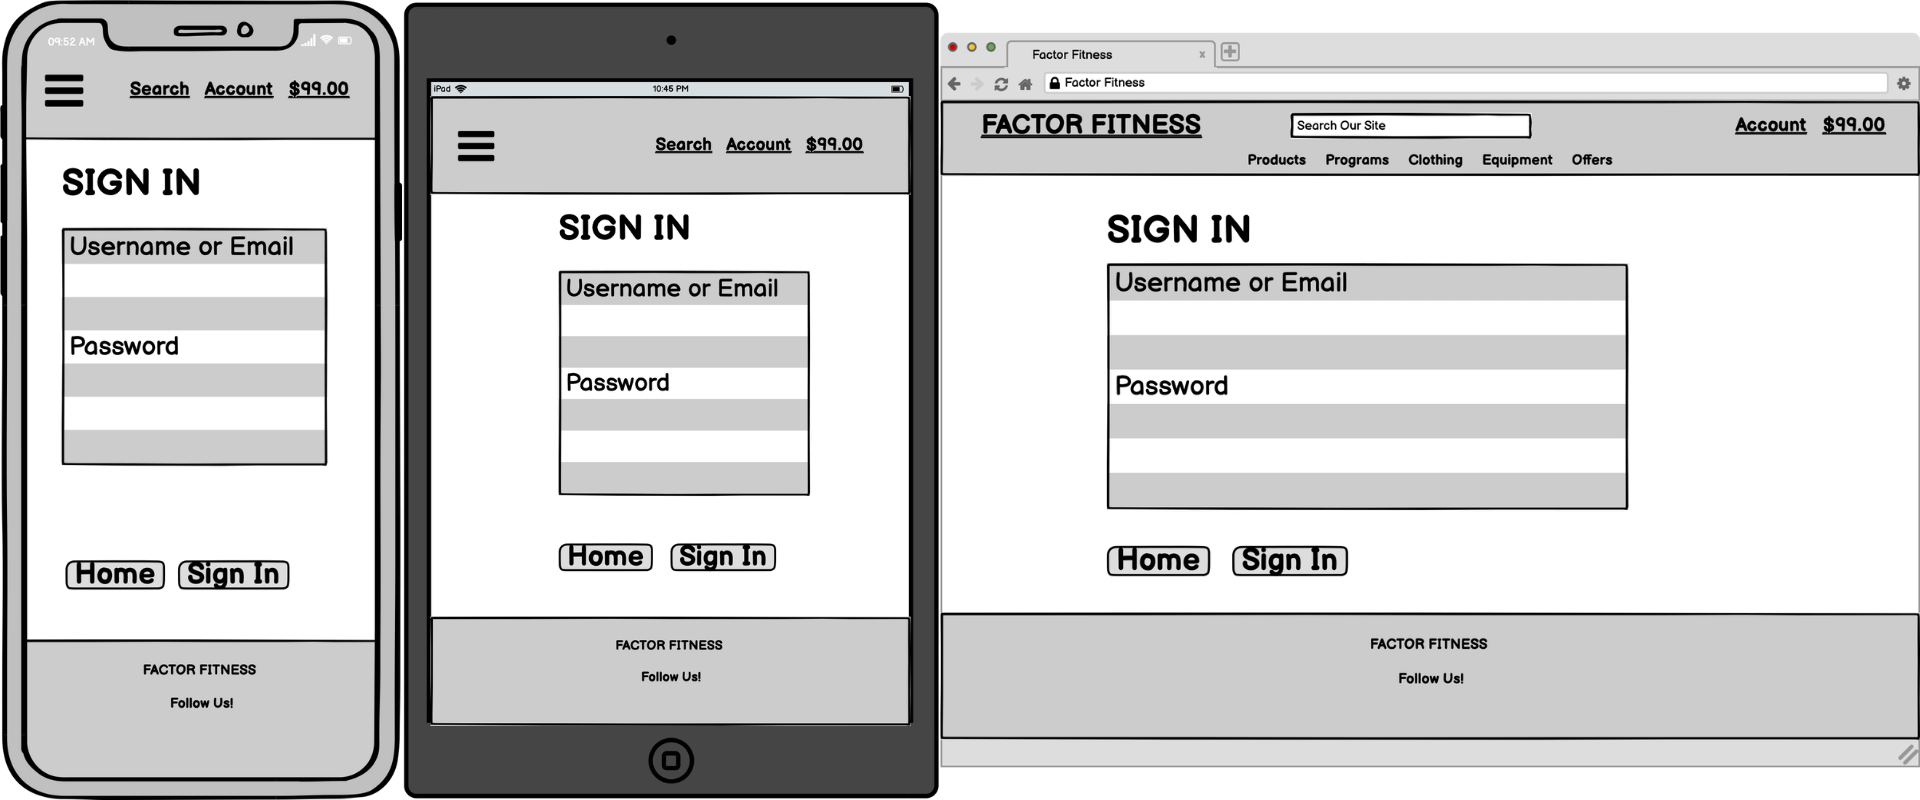 09:52 AM
Search Account $99.00
SIGN IN
Username or Email
Password
Home Sign In
FACTOR FITNESS
Follow Us!
iPad 10:45 PM
Search Account $99.00
SIGN IN
Username or Email
Password
Home Sign In
FACTOR FITNESS
Follow Us!
Factor Fitness x
Factor Fitness
FACTOR FITNESS Search Our Site Account $99.00
Products Programs Clothing Equipment Offers
SIGN IN
Username or Email
Password
Home Sign In
FACTOR FITNESS
Follow Us!